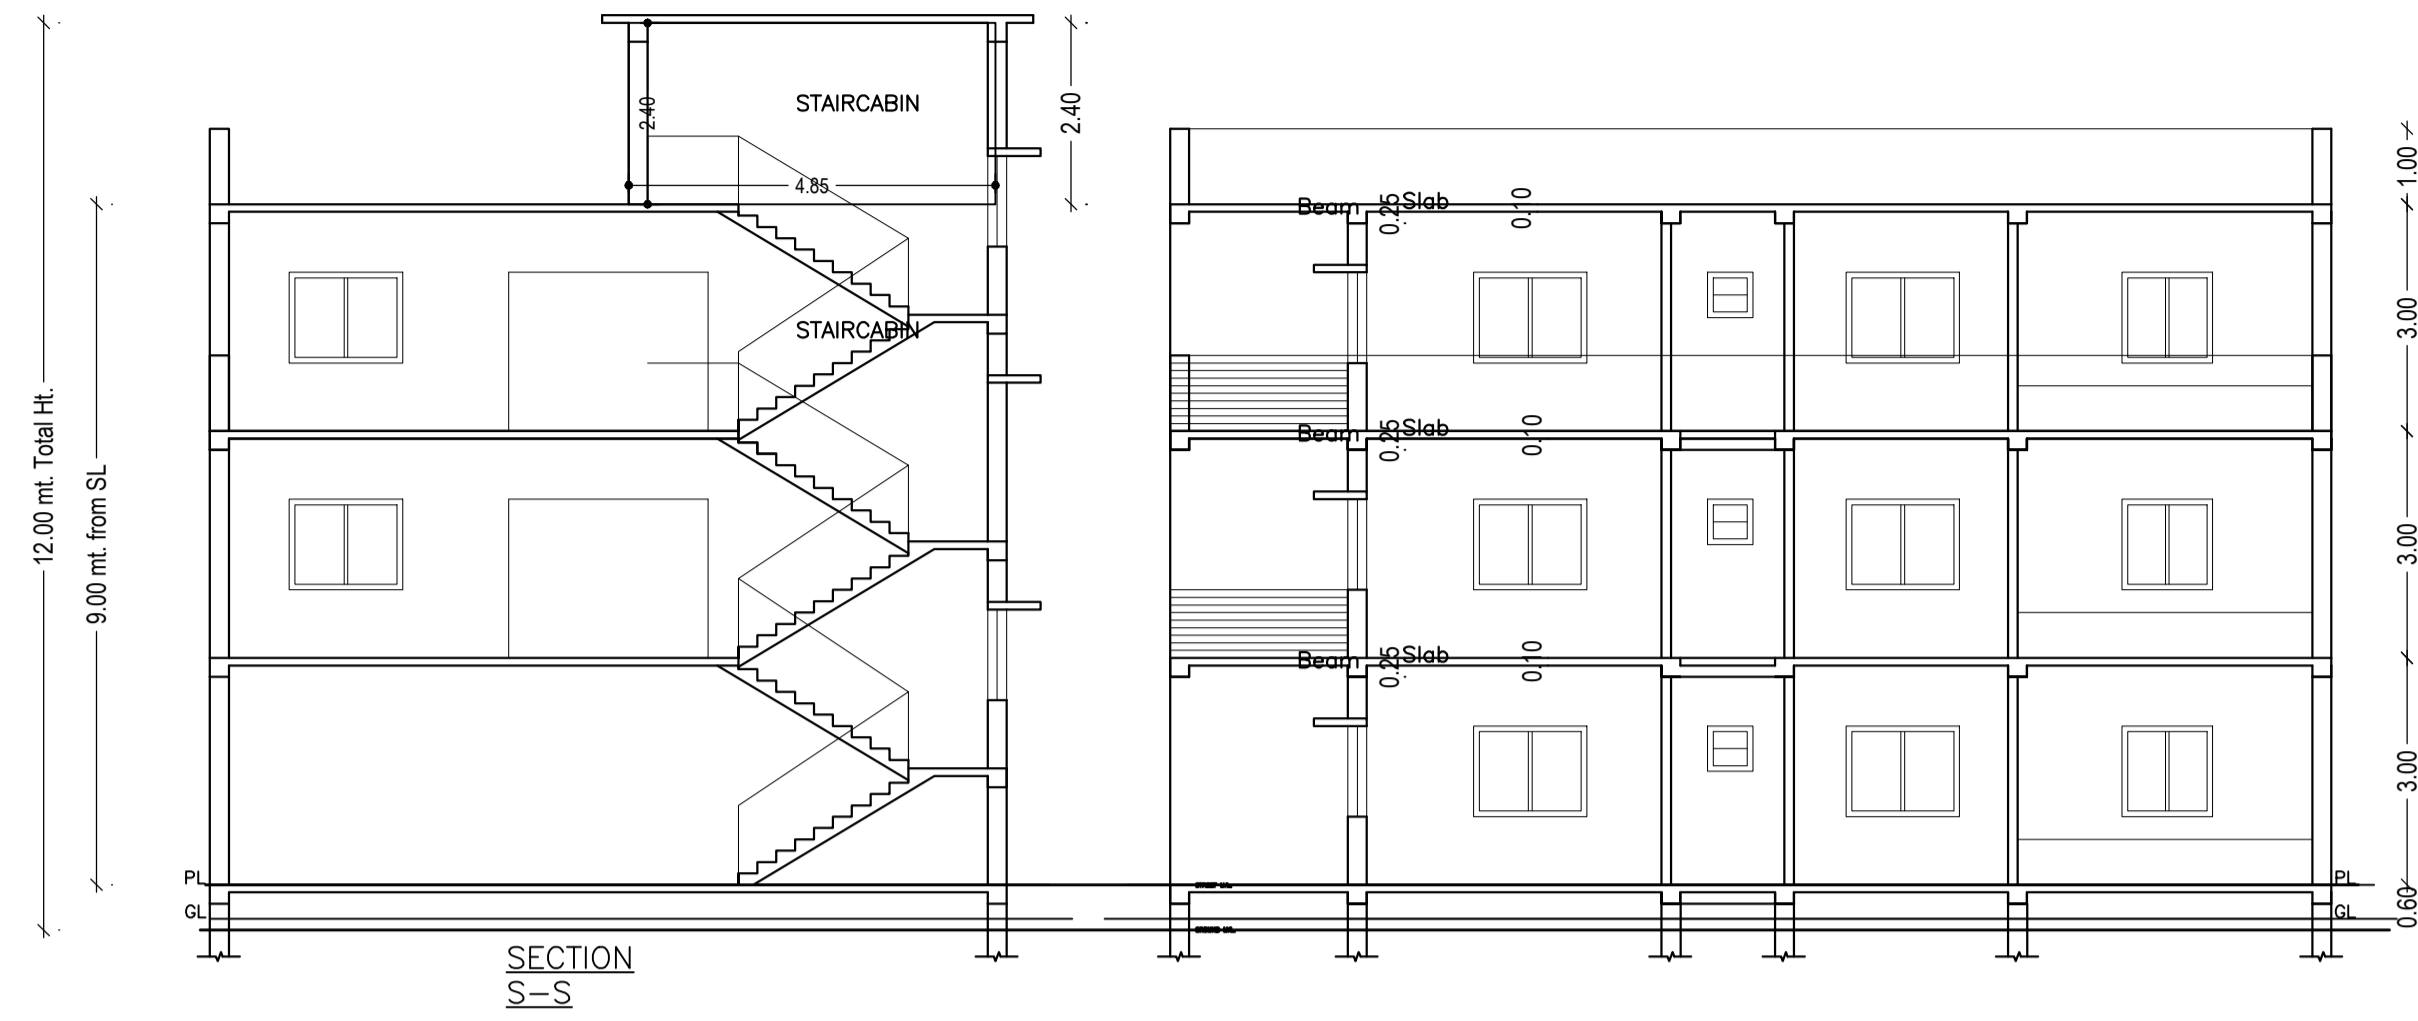 12.00 mt. Total Ht.
9.00 mt. from SL
2.40
STAIRCABIN
4.85
2.40
STAIRCABIN
PL
GL
SECTION
S-S
Beam 0.25 Slab 0.10
Beam 0.25 Slab 0.10
Beam 0.25 Slab 0.10
1.00
3.00
3.00
3.00
0.60
PL
GL